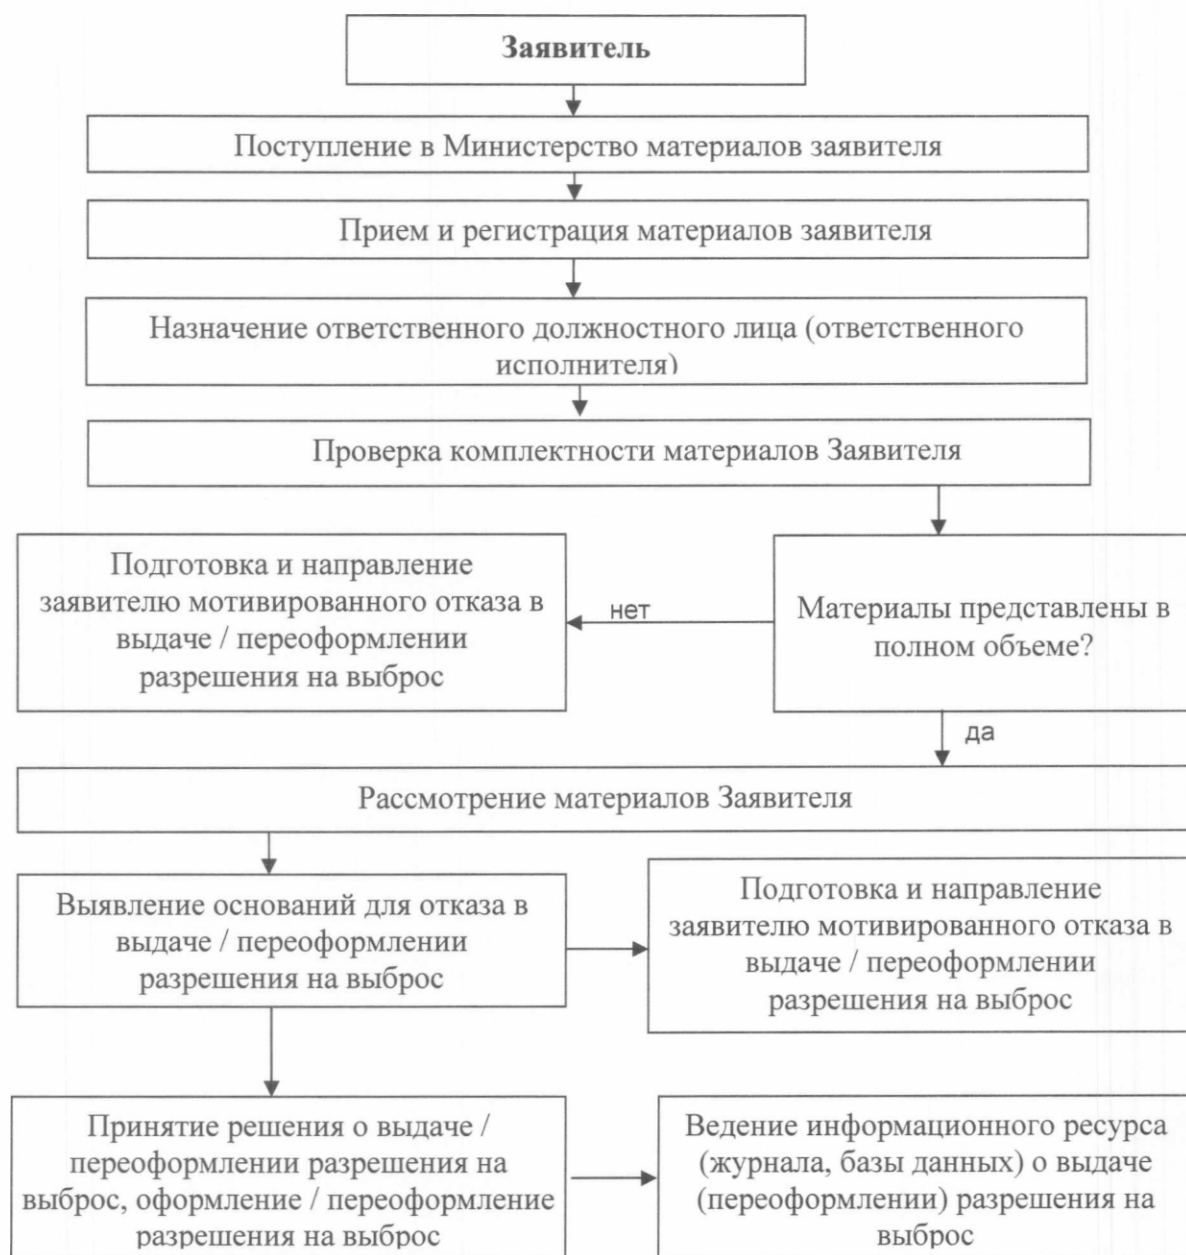 Заявитель
Поступление в Министерство материалов заявителя
Прием и регистрация материалов заявителя
Назначение ответственного должностного лица (ответственного
исполнителя)
Проверка комплектности материалов Заявителя
Подготовка и направление
заявителю мотивированного отказа в
выдаче / переоформлении
разрешения на выброс
нет
Материалы представлены в
полном объеме?
да
Рассмотрение материалов Заявителя
Выявление оснований для отказа в
выдаче / переоформлении
разрешения на выброс
Подготовка и направление
заявителю мотивированного отказа в
выдаче / переоформлении
разрешения на выброс
Принятие решения о выдаче /
переоформлении разрешения на
выброс, оформление / переоформление
разрешения на выброс
Ведение информационного ресурса
(журнала, базы данных) о выдаче
(переоформлении) разрешения на
выброс